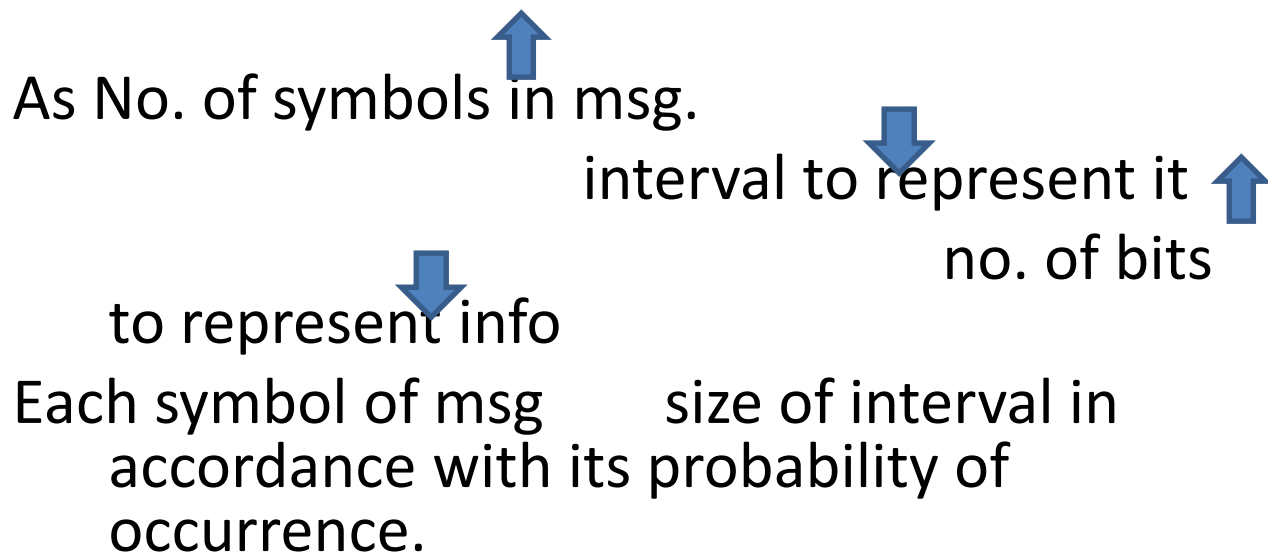 As No. of symbols in msg.
interval to represent it
no. of bits
to represent info
Each symbol of msg size of interval in
accordance with its probability of
occurrence.